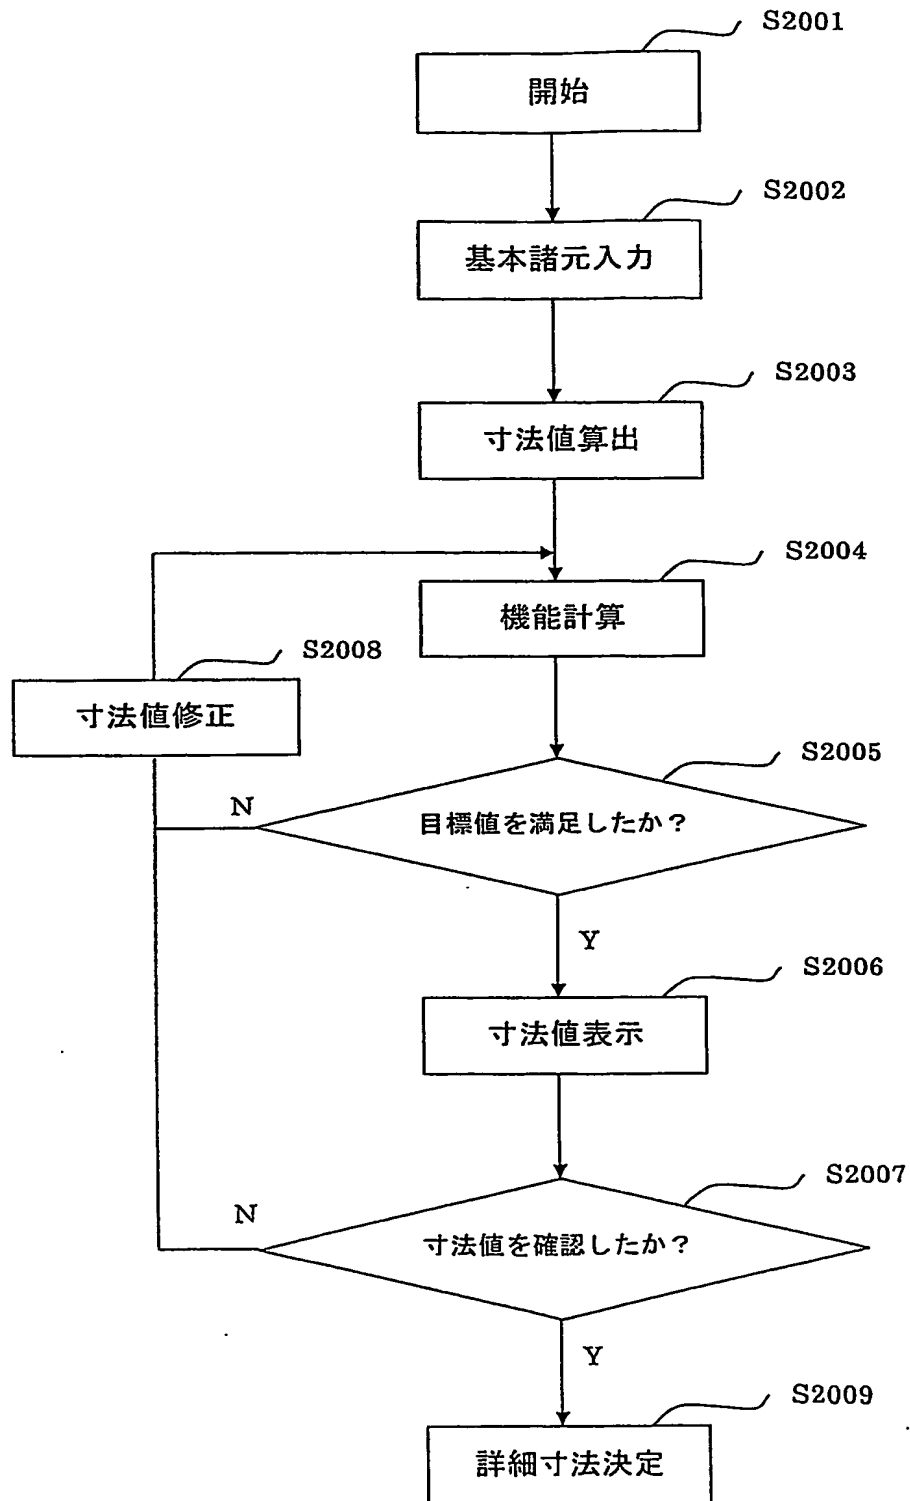 S2001
開始
S2002
基本諸元入力
S2003
寸法値算出
S2004
機能計算
S2008
寸法値修正
S2005
N
目標値を満足したか？
Y
S2006
寸法値表示
S2007
N
寸法値を確認したか？
Y
S2009
詳細寸法決定